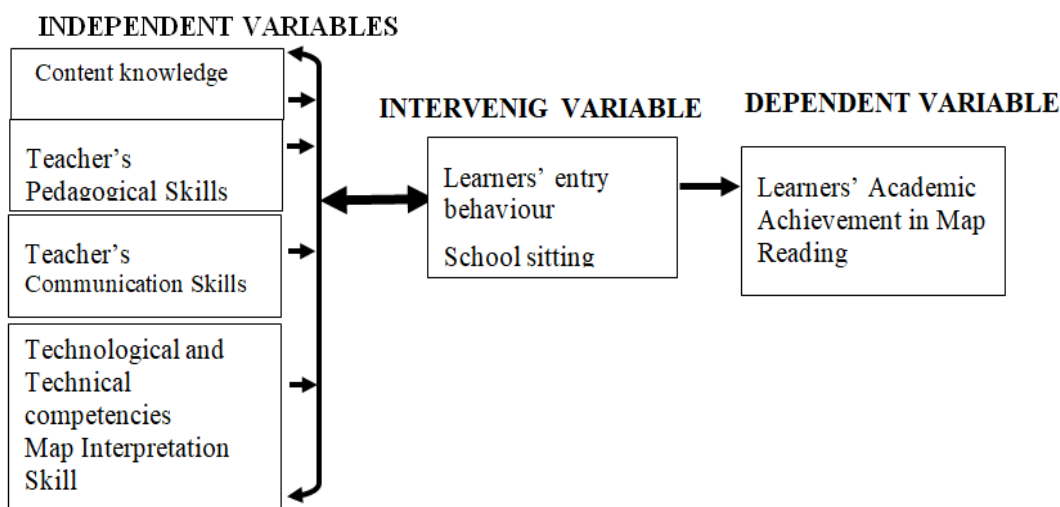 INDEPENDENT VARIABLES
Content knowledge
Teacher's
Pedagogical Skills
Teacher's
Communication Skills
Technological and
Technical
competencies
Map Interpretation
Skill
INTERVENIG VARIABLE
Learners' entry
behaviour
School sitting
DEPENDENT VARIABLE
Learners' Academic
Achievement in Map
Reading